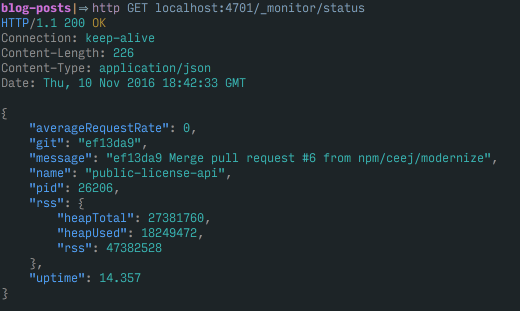 blog-posts|⇒ http GET localhost:4701/_monitor/status
HTTP/1.1 200 OK
Connection: keep-alive
Content-Length: 226
Content-Type: application/json
Date: Thu, 10 Nov 2016 18:42:33 GMT

{
    "averageRequestRate": 0,
    "git": "ef13da9",
    "message": "ef13da9 Merge pull request #6 from npm/ceej/modernize",
    "name": "public-license-api",
    "pid": 26206,
    "rss": {
        "heapTotal": 27381760,
        "heapUsed": 18249472,
        "rss": 47382528
    },
    "uptime": 14.357
}